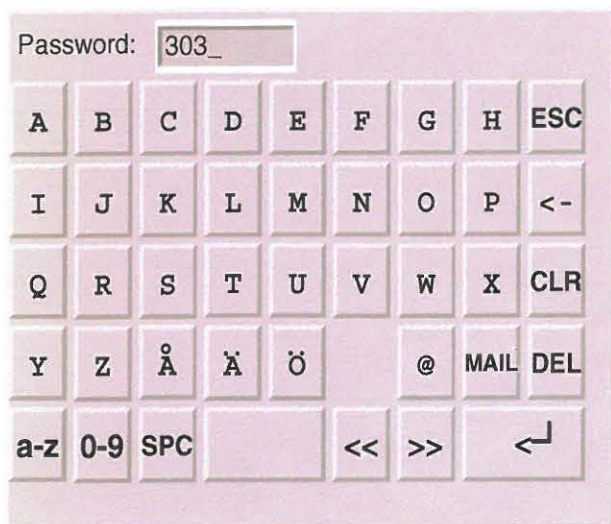 Password: 303_
A B C D E F G H ESC
I J K L M N O P <-
Q R S T U V W X CLR
Y Z Å Ä Ö @ MAIL DEL
a-z 0-9 SPC << >> <┘